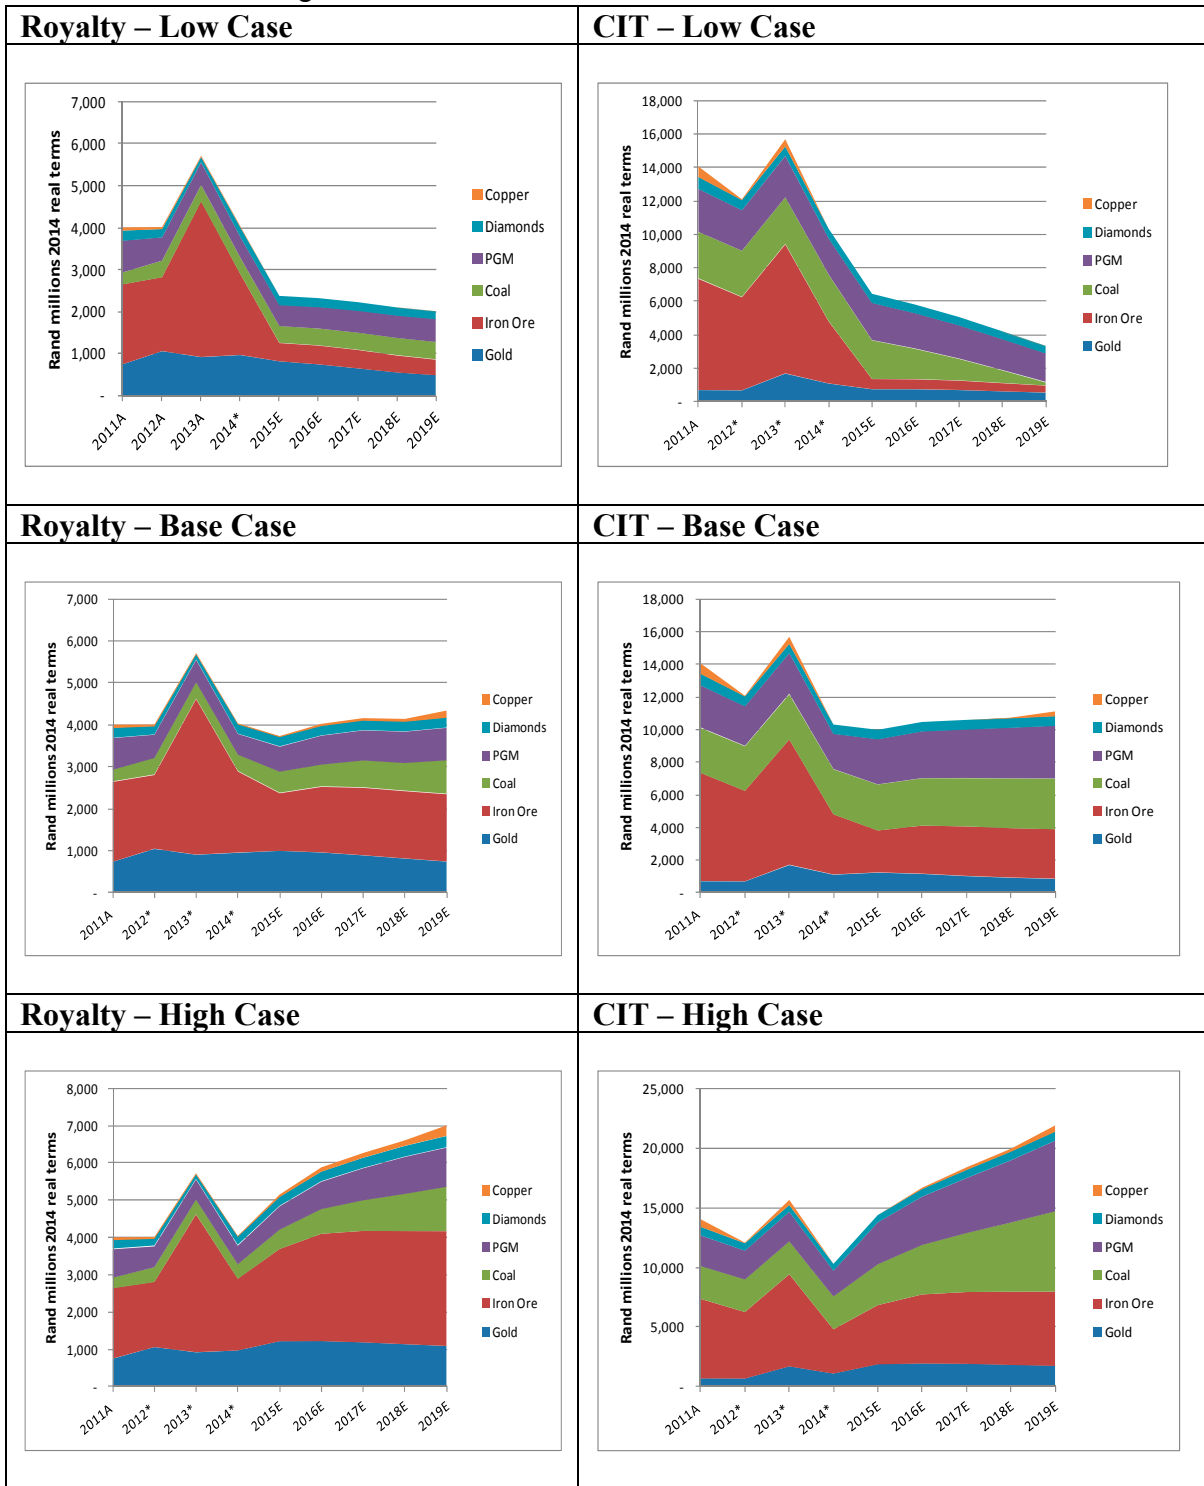 Royalty – Low Case
CIT – Low Case
Rand millions 2014 real terms
7,000
6,000
5,000
4,000
3,000
2,000
1,000
-
2011A
2012A
2013A
2014*
2015E
2016E
2017E
2018E
2019E
Copper
Diamonds
PGM
Coal
Iron Ore
Gold
Rand millions 2014 real terms
18,000
16,000
14,000
12,000
10,000
8,000
6,000
4,000
2,000
-
2011A
2012*
2013*
2014*
2015E
2016E
2017E
2018E
2019E
Copper
Diamonds
PGM
Coal
Iron Ore
Gold
Royalty – Base Case
CIT – Base Case
Rand millions 2014 real terms
7,000
6,000
5,000
4,000
3,000
2,000
1,000
-
2011A
2012*
2013*
2014*
2015E
2016E
2017E
2018E
2019E
Copper
Diamonds
PGM
Coal
Iron Ore
Gold
Rand millions 2014 real terms
18,000
16,000
14,000
12,000
10,000
8,000
6,000
4,000
2,000
-
2011A
2012*
2013*
2014*
2015E
2016E
2017E
2018E
2019E
Copper
Diamonds
PGM
Coal
Iron Ore
Gold
Royalty – High Case
CIT – High Case
Rand millions 2014 real terms
8,000
7,000
6,000
5,000
4,000
3,000
2,000
1,000
-
2011A
2012*
2013*
2014*
2015E
2016E
2017E
2018E
2019E
Copper
Diamonds
PGM
Coal
Iron Ore
Gold
Rand millions 2014 real terms
25,000
20,000
15,000
10,000
5,000
-
2011A
2012*
2013*
2014*
2015E
2016E
2017E
2018E
2019E
Copper
Diamonds
PGM
Coal
Iron Ore
Gold